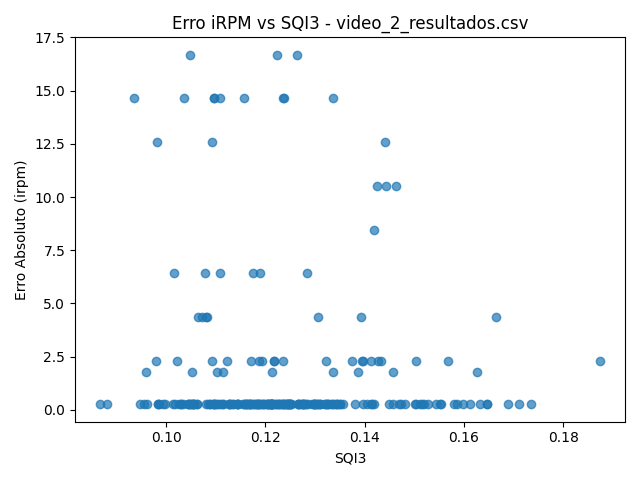 Erro iRPM vs SQI3 - video_2_resultados.csv
17.5
15.0
12.5
10.0
7.5
5.0
2.5
0.0
Erro Absoluto (irpm)
0.10 0.12 0.14 0.16 0.18
SQI3